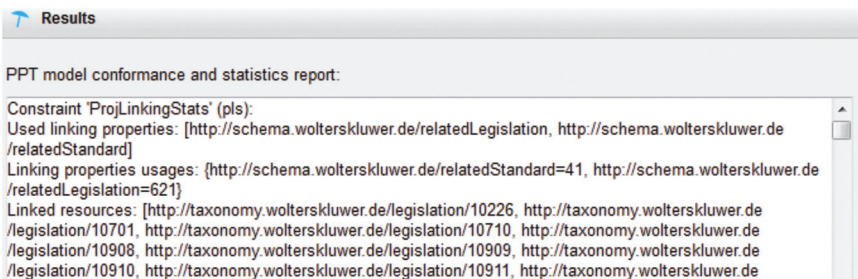 Results
PPT model conformance and statistics report:
Constraint 'ProjLinkingStats' (pls):
Used linking properties: [http://schema.wolterskluwer.de/relatedLegislation, http://schema.wolterskluwer.de
/relatedStandard]
Linking properties usages: {http://schema.wolterskluwer.de/relatedStandard=41, http://schema.wolterskluwer.de
/relatedLegislation=621}
Linked resources: [http://taxonomy.wolterskluwer.de/legislation/10226, http://taxonomy.wolterskluwer.de
/legislation/10701, http://taxonomy.wolterskluwer.de/legislation/10710, http://taxonomy.wolterskluwer.de
/legislation/10908, http://taxonomy.wolterskluwer.de/legislation/10909, http://taxonomy.wolterskluwer.de
/legislation/10910, http://taxonomy.wolterskluwer.de/legislation/10911, http://taxonomy.wolterskluwer.de